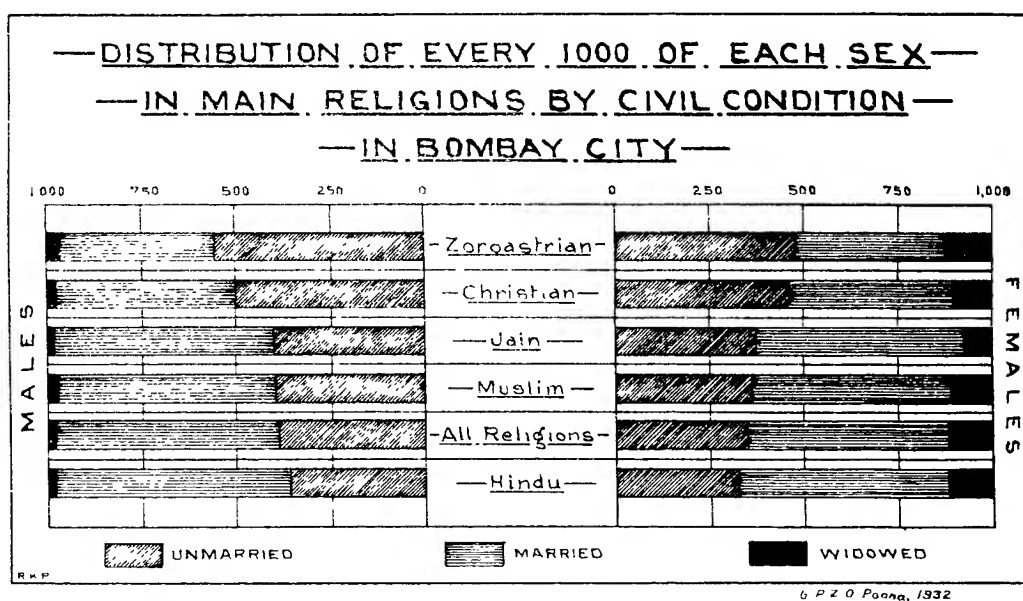 —DISTRIBUTION OF EVERY 1000 OF EACH SEX—
—IN MAIN RELIGIONS BY CIVIL CONDITION—
—IN BOMBAY CITY—
1000 750 500 250 0 0 250 500 750 1,000
MALES
FEMALES
-Zoroastrian-
-Christian-
—Jain—
—Muslim—
-All Religions-
—Hindu—
UNMARRIED MARRIED WIDOWED
RKP
G P Z O Poona, 1932